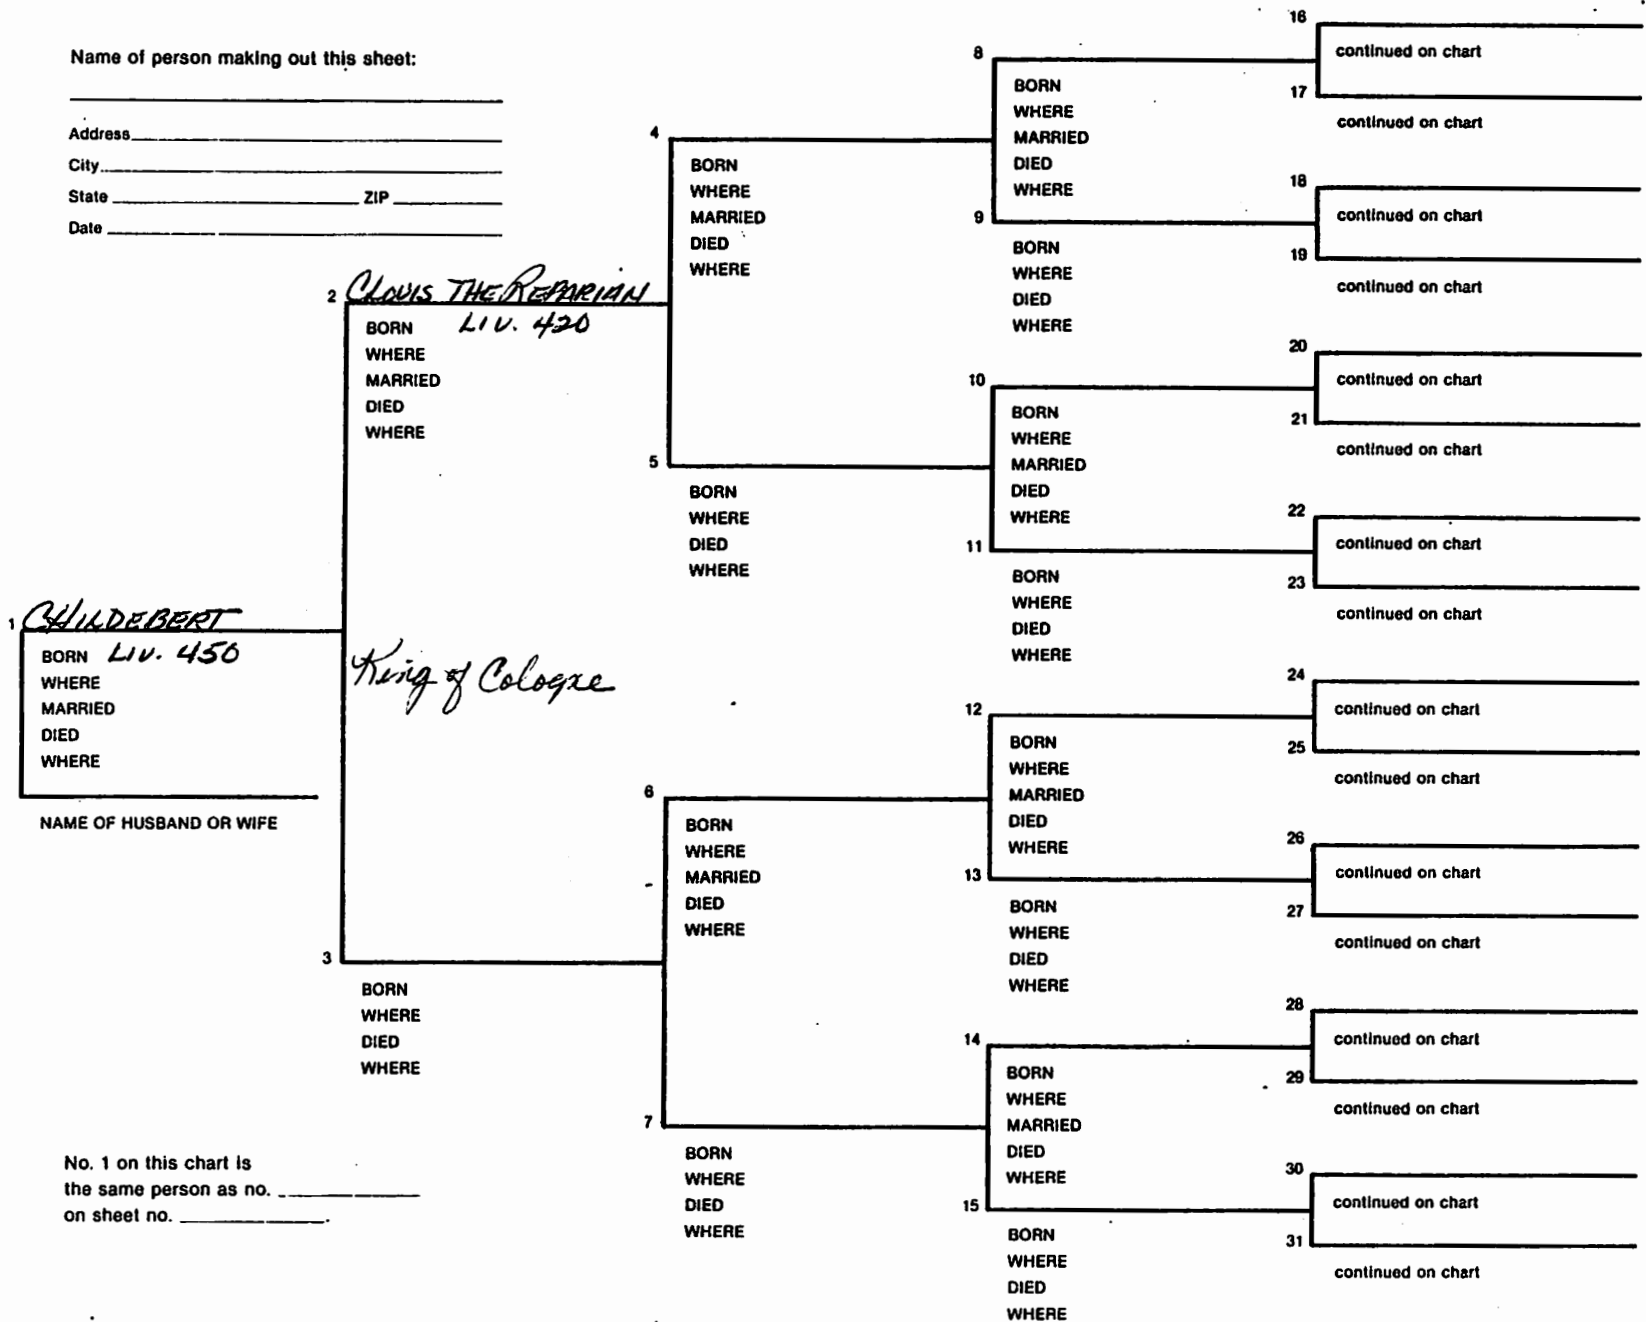 Name of person making out this sheet:
Address
City
State ZIP
Date
1 CHILDEBERT
BORN LIV. 450
WHERE
MARRIED
DIED
WHERE
NAME OF HUSBAND OR WIFE
King of Cologne
No. 1 on this chart is
the same person as no.
on sheet no. .
2 CLOVIS THE REPARIAN
BORN LIV. 420
WHERE
MARRIED
DIED
WHERE
3
BORN
WHERE
DIED
WHERE
4
BORN
WHERE
MARRIED
DIED
WHERE
5
BORN
WHERE
DIED
WHERE
6
BORN
WHERE
MARRIED
DIED
WHERE
7
BORN
WHERE
DIED
WHERE
8
BORN
WHERE
MARRIED
DIED
WHERE
9
BORN
WHERE
DIED
WHERE
10
BORN
WHERE
MARRIED
DIED
WHERE
11
BORN
WHERE
DIED
WHERE
12
BORN
WHERE
MARRIED
DIED
WHERE
13
BORN
WHERE
DIED
WHERE
14
BORN
WHERE
MARRIED
DIED
WHERE
15
BORN
WHERE
DIED
WHERE
16
continued on chart
17
continued on chart
18
continued on chart
19
continued on chart
20
continued on chart
21
continued on chart
22
continued on chart
23
continued on chart
24
continued on chart
25
continued on chart
26
continued on chart
27
continued on chart
28
continued on chart
29
continued on chart
30
continued on chart
31
continued on chart